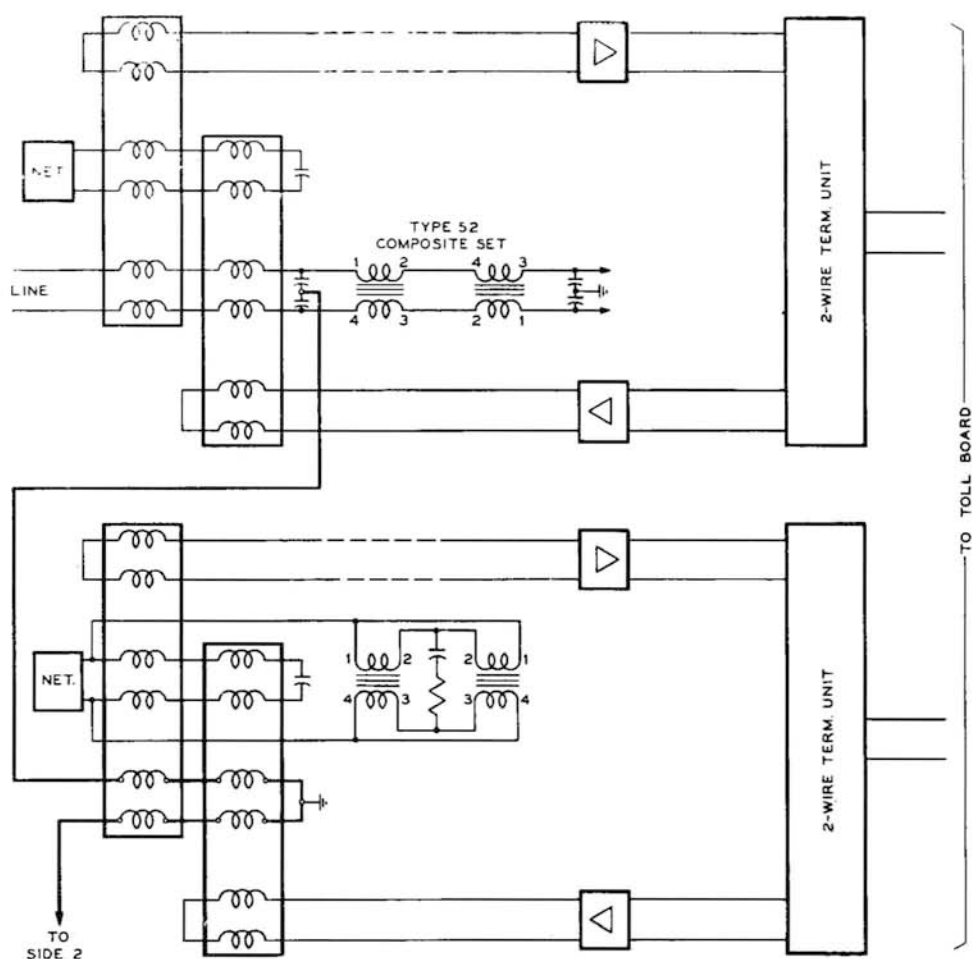 NET
TYPE 52
COMPOSITE SET
1 2 4 3
LINE
4 3 2 1
2-WIRE TERM. UNIT
TO TOLL BOARD
1 2 2 1
NET.
4 3 3 4
2-WIRE TERM. UNIT
TO
SIDE 2